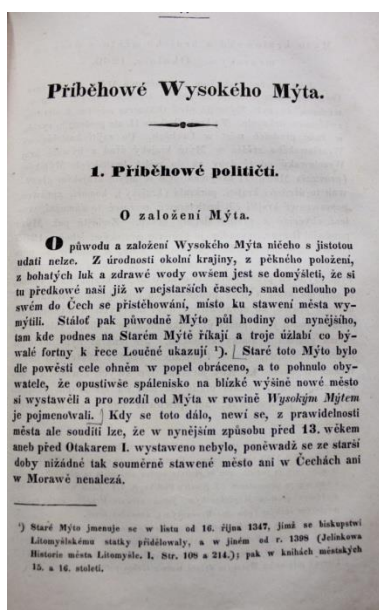 Příběhowé Wysokého Mýta.
1. Příběhowé političti.
O založení Mýta.
O půwodu a založení Wysokého Mýta ničeho s jistotou
udati nelze. Z úrodnosti okolní krajiny, z pěkného položení,
z bohatých luk a zdrawé wody owšem jest se domýšleti, že si
tu předkowé naši již w nejstarších časech, snad nedlouho po
swém do Čech se přistěhowání, místo ku stawení města wy-
mýtili. Stálot pak půwodně Mýto půl hodiny od nynějšího,
tam kde podnes na Starém Mýtě říkají a troje úžlabí co bý-
walé fortny k řece Loučné ukazují ¹). Staré toto Mýto bylo
dle powěsti cele ohněm w popel obráceno, a to pohnulo oby-
watele, že opustiwše spálenisko na blízké wýšině nowé město
si wystawěli a pro rozdíl od Mýta w rowině Wysokým Mýtem
je pojmenowali. Kdy se toto dálo, newí se, z prawidelnosti
města ale souditi lze, že w nynějším způsobu před 13. wěkem
aneb před Otakarem I. wystaweno nebylo, poněwadž se ze starší
doby nižádné tak souměrně stawené město ani w Čechách ani
w Morawě nenalezá.
¹) Staré Mýto jmenuje se w listu od 16. října 1347, jímž se biskupstwí
Litomyšlskému statky přidělowaly, a w jiném od r. 1398 (Jelínkowa
Historie města Litomyšle. I. Str. 108 a 214.); pak w knihách městských
15. a 16. století.